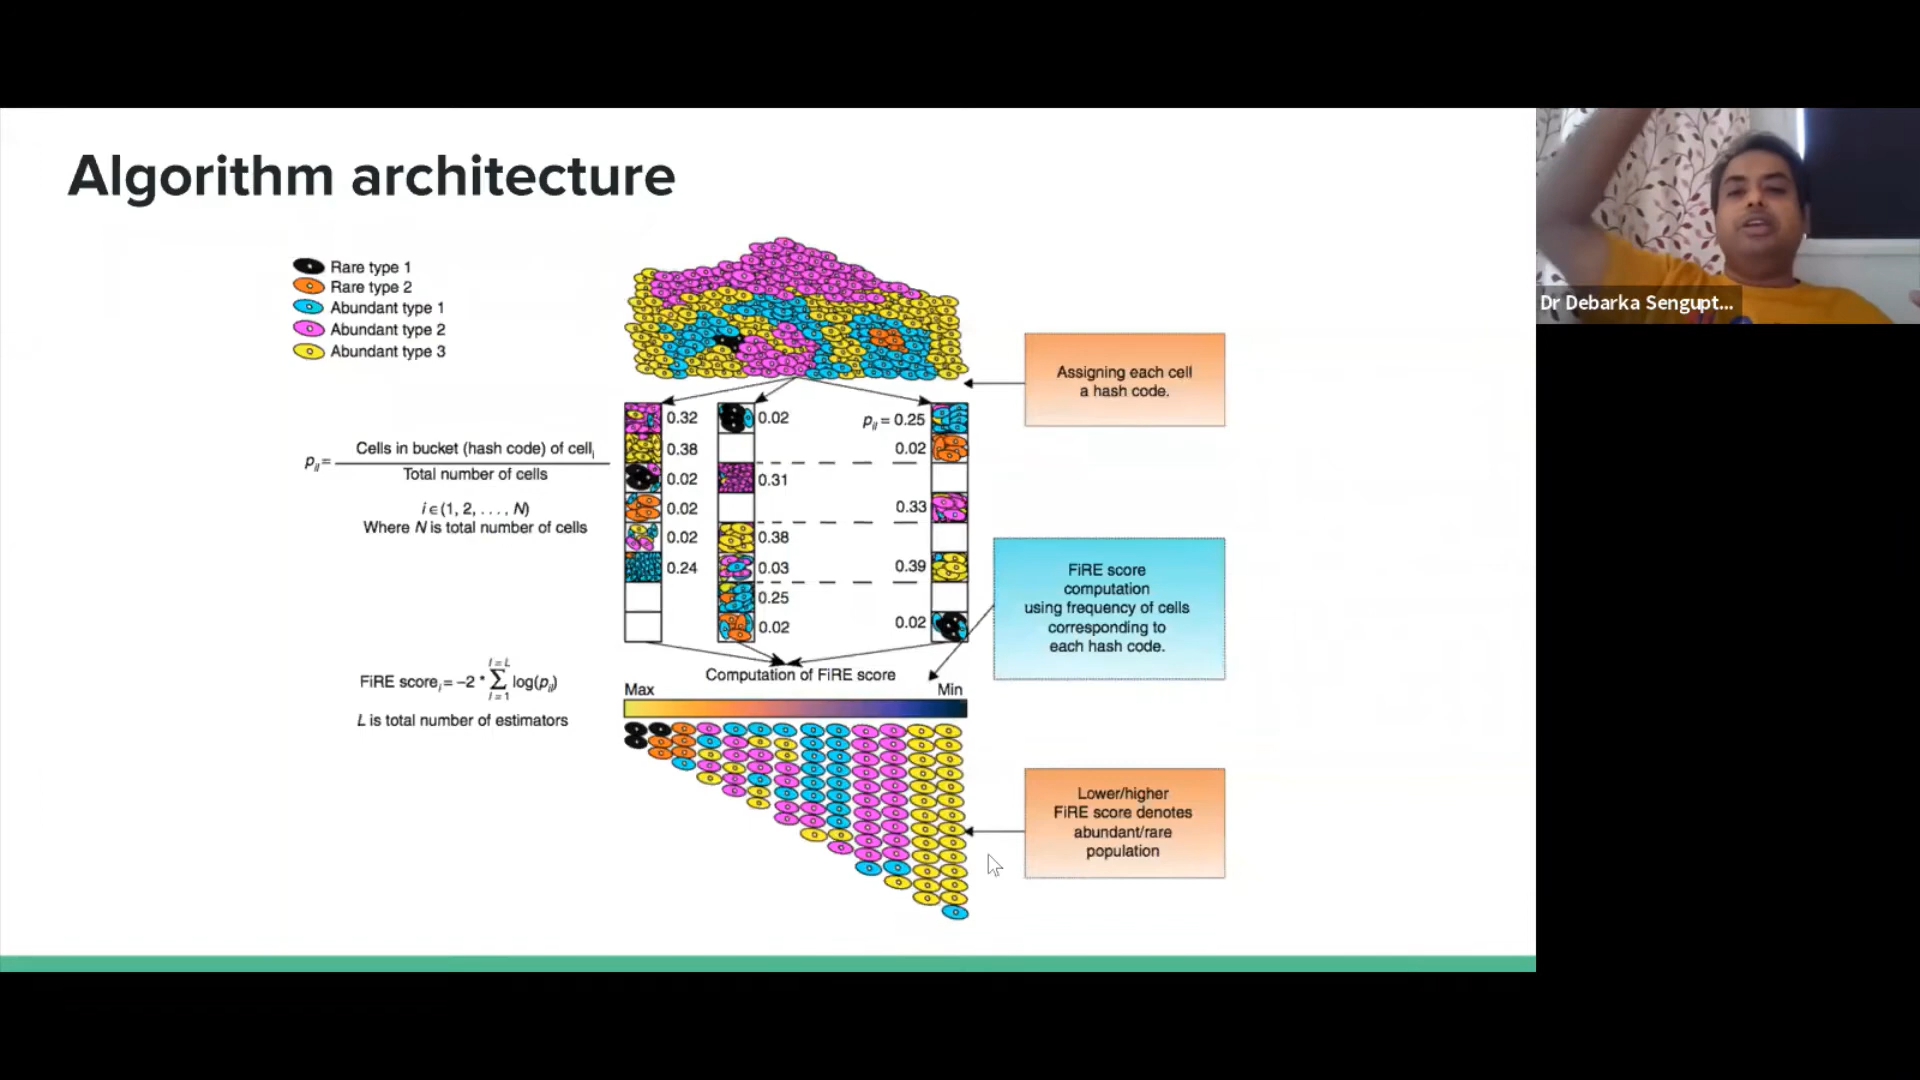 Algorithm architecture
Rare type 1
Rare type 2
Abundant type 1
Abundant type 2
Abundant type 3
Assigning each cell
a hash code.
0.32
0.38
0.02
0.02
0.02
0.24
0.02
0.31
0.38
0.03
0.25
0.02
p_il = 0.25
0.02
0.33
0.39
0.02
p_il = Cells in bucket (hash code) of cell_i
Total number of cells
i ∈ (1, 2, . . . , N)
Where N is total number of cells
FiRE score
computation
using frequency of cells
corresponding to
each hash code.
Computation of FiRE score
Max
Min
FiRE score_i = –2 * ∑ log(p_il)
l = L
l = 1
L is total number of estimators
Lower/higher
FiRE score denotes
abundant/rare
population
Dr Debarka Sengupt...